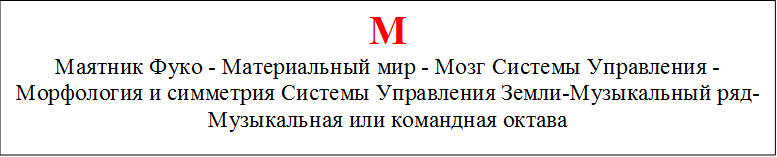 М
Маятник Фуко - Материальный мир - Мозг Системы Управления -
Морфология и симметрия Системы Управления Земли-Музыкальный ряд-
Музыкальная или командная октава